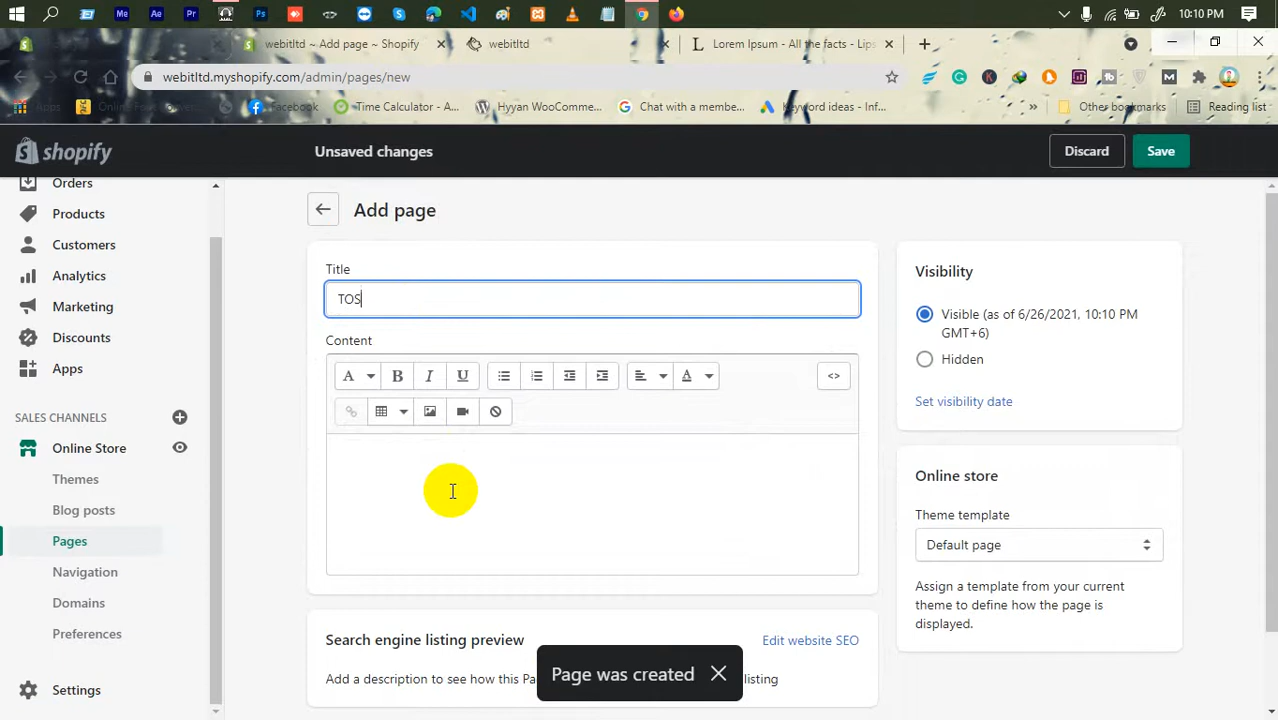 10:10 PM
webitltd ~ Add page ~ Shopify
webitltd
Lorem Ipsum - All the facts - Lips
webitltd.myshopify.com/admin/pages/new
Apps
Facebook
Time Calculator - A...
Hyyan WooComme...
Chat with a membe...
Keyword ideas - Inf...
Other bookmarks
Reading list
shopify
Unsaved changes
Discard
Save
Orders
Products
Customers
Analytics
Marketing
Discounts
Apps
SALES CHANNELS
Online Store
Themes
Blog posts
Pages
Navigation
Domains
Preferences
Settings
Add page
Title
TOS
Content
Search engine listing preview
Edit website SEO
Add a description to see how this Pa
listing
Page was created
Visibility
Visible (as of 6/26/2021, 10:10 PM
GMT+6)
Hidden
Set visibility date
Online store
Theme template
Default page
Assign a template from your current
theme to define how the page is
displayed.